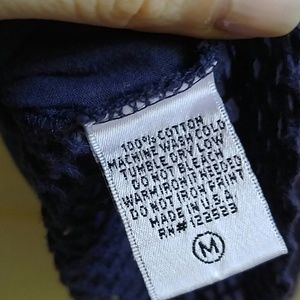 100% COTTON
MACHINE WASH/COLD
TUMBLE DRY/LOW
DO NOT BLEACH
WARM IRON IF NEEDED
DO NOT IRON PRINT
MADE IN U.S.A.
RN#
M